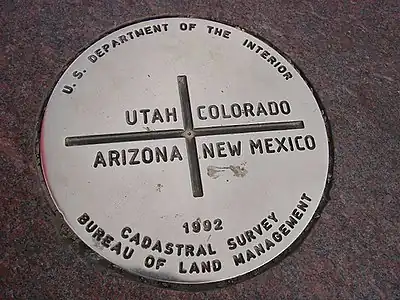 U. S. DEPARTMENT OF THE INTERIOR
UTAH COLORADO
ARIZONA NEW MEXICO
1992
CADASTRAL SURVEY
BUREAU OF LAND MANAGEMENT